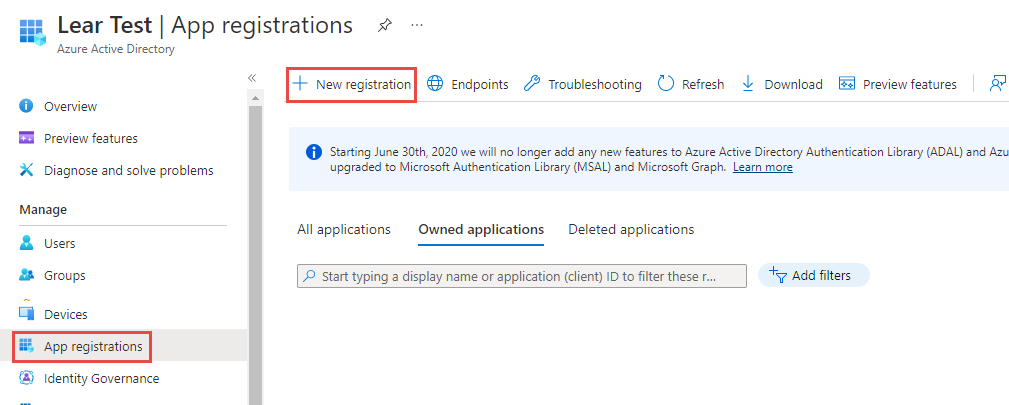 Lear Test | App registrations
Azure Active Directory
New registration Endpoints Troubleshooting Refresh Download Preview features
Overview
Preview features
Diagnose and solve problems
Manage
Users
Groups
Devices
App registrations
Identity Governance
Starting June 30th, 2020 we will no longer add any new features to Azure Active Directory Authentication Library (ADAL) and Azu
upgraded to Microsoft Authentication Library (MSAL) and Microsoft Graph. Learn more
All applications Owned applications Deleted applications
Start typing a display name or application (client) ID to filter these r... Add filters